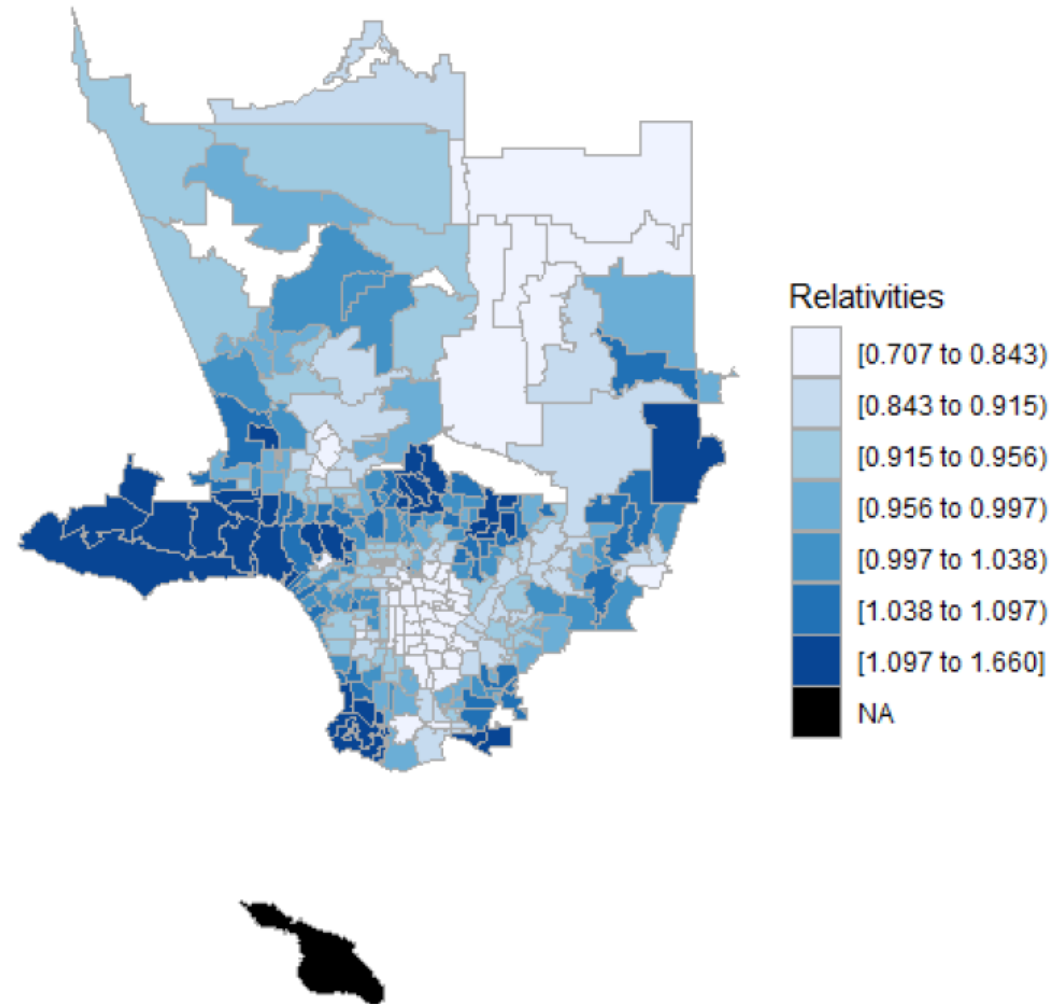 Relativities
[0.707 to 0.843)
[0.843 to 0.915)
[0.915 to 0.956)
[0.956 to 0.997)
[0.997 to 1.038)
[1.038 to 1.097)
[1.097 to 1.660]
NA